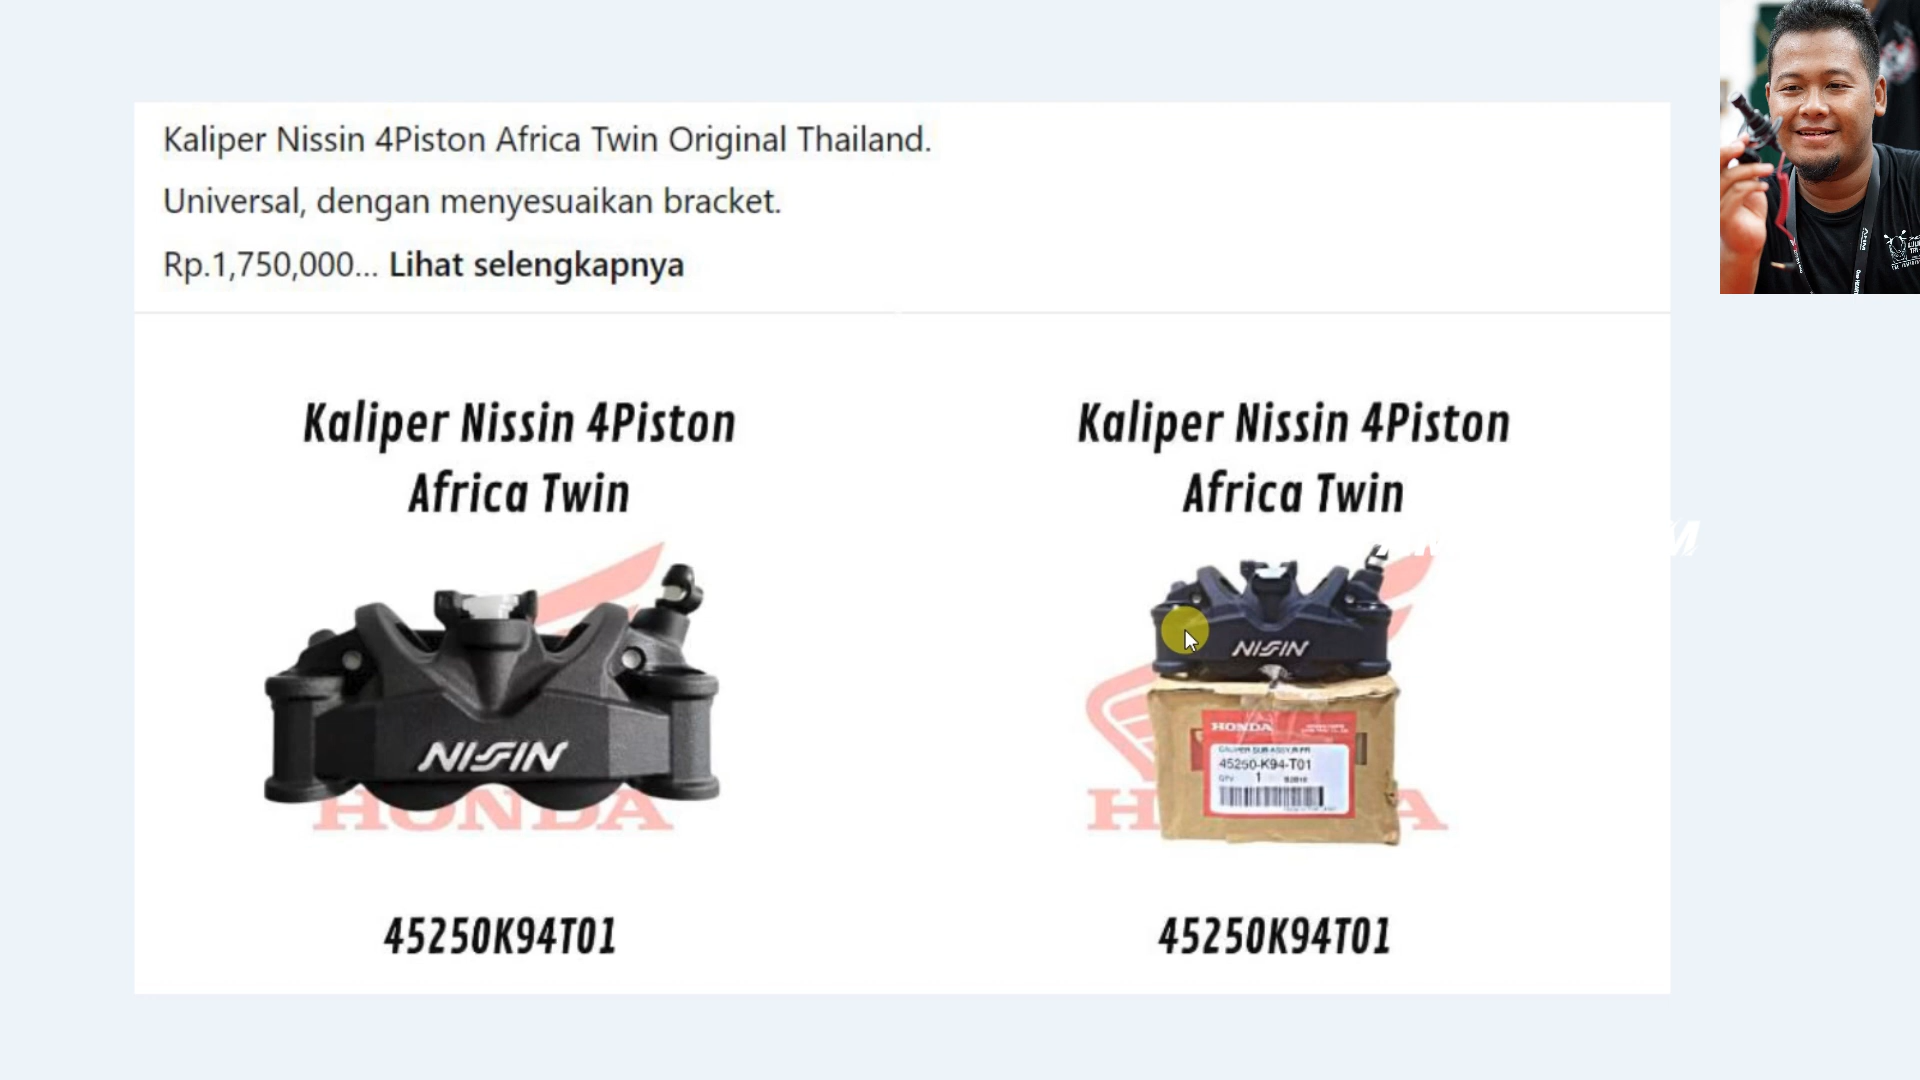 Kaliper Nissin 4Piston Africa Twin Original Thailand.
Universal, dengan menyesuaikan bracket.
Rp.1,750,000... Lihat selengkapnya
Kaliper Nissin 4Piston
Africa Twin
NISSIN
HONDA
45250K94T01
Kaliper Nissin 4Piston
Africa Twin
NISSIN
HONDA
45250-K94-T01
QTY. 1
45250K94T01